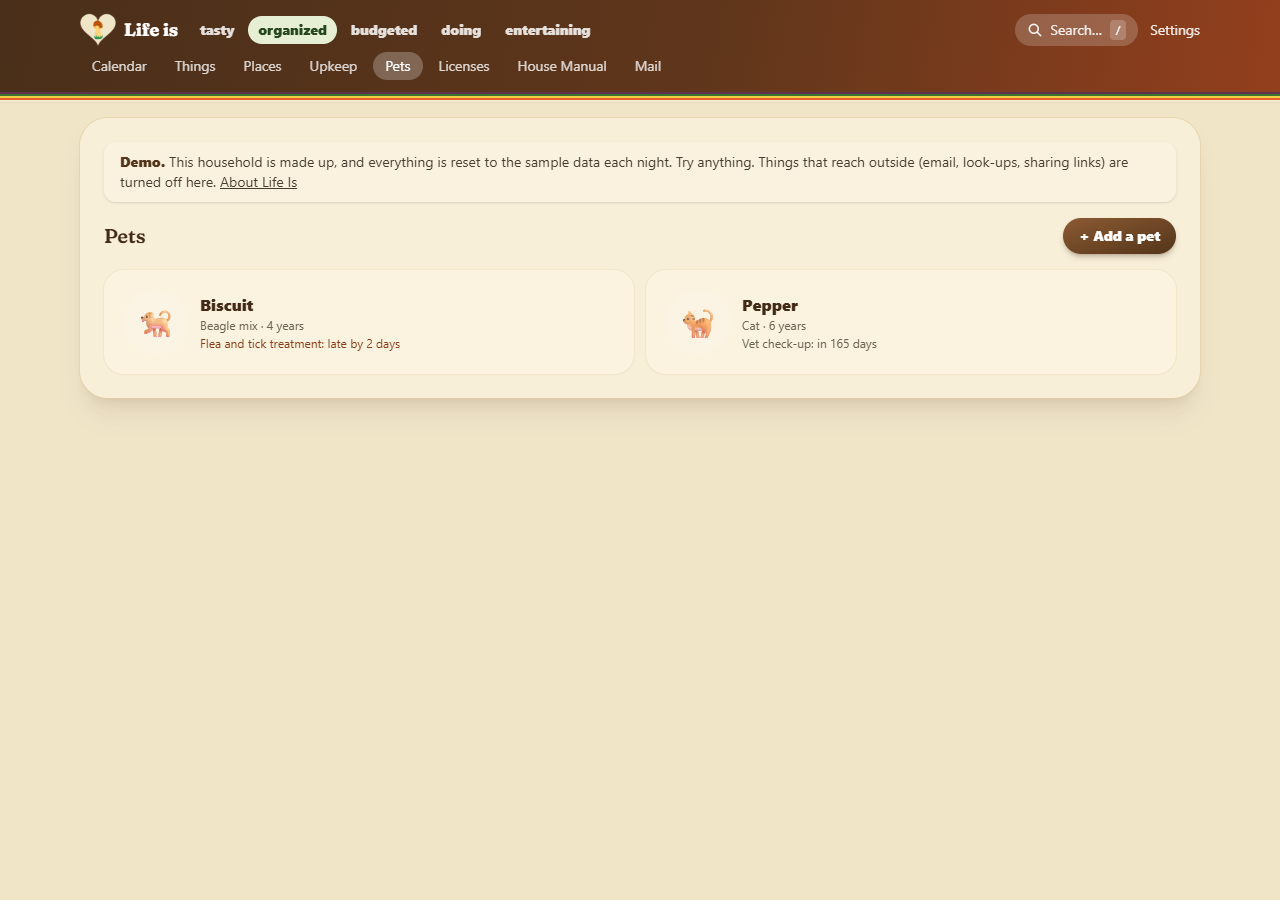 Life is tasty organized budgeted doing entertaining Search... / Settings
Calendar Things Places Upkeep Pets Licenses House Manual Mail
Demo. This household is made up, and everything is reset to the sample data each night. Try anything. Things that reach outside (email, look-ups, sharing links) are
turned off here. About Life Is
Pets + Add a pet
Biscuit
Beagle mix · 4 years
Flea and tick treatment: late by 2 days
Pepper
Cat · 6 years
Vet check-up: in 165 days